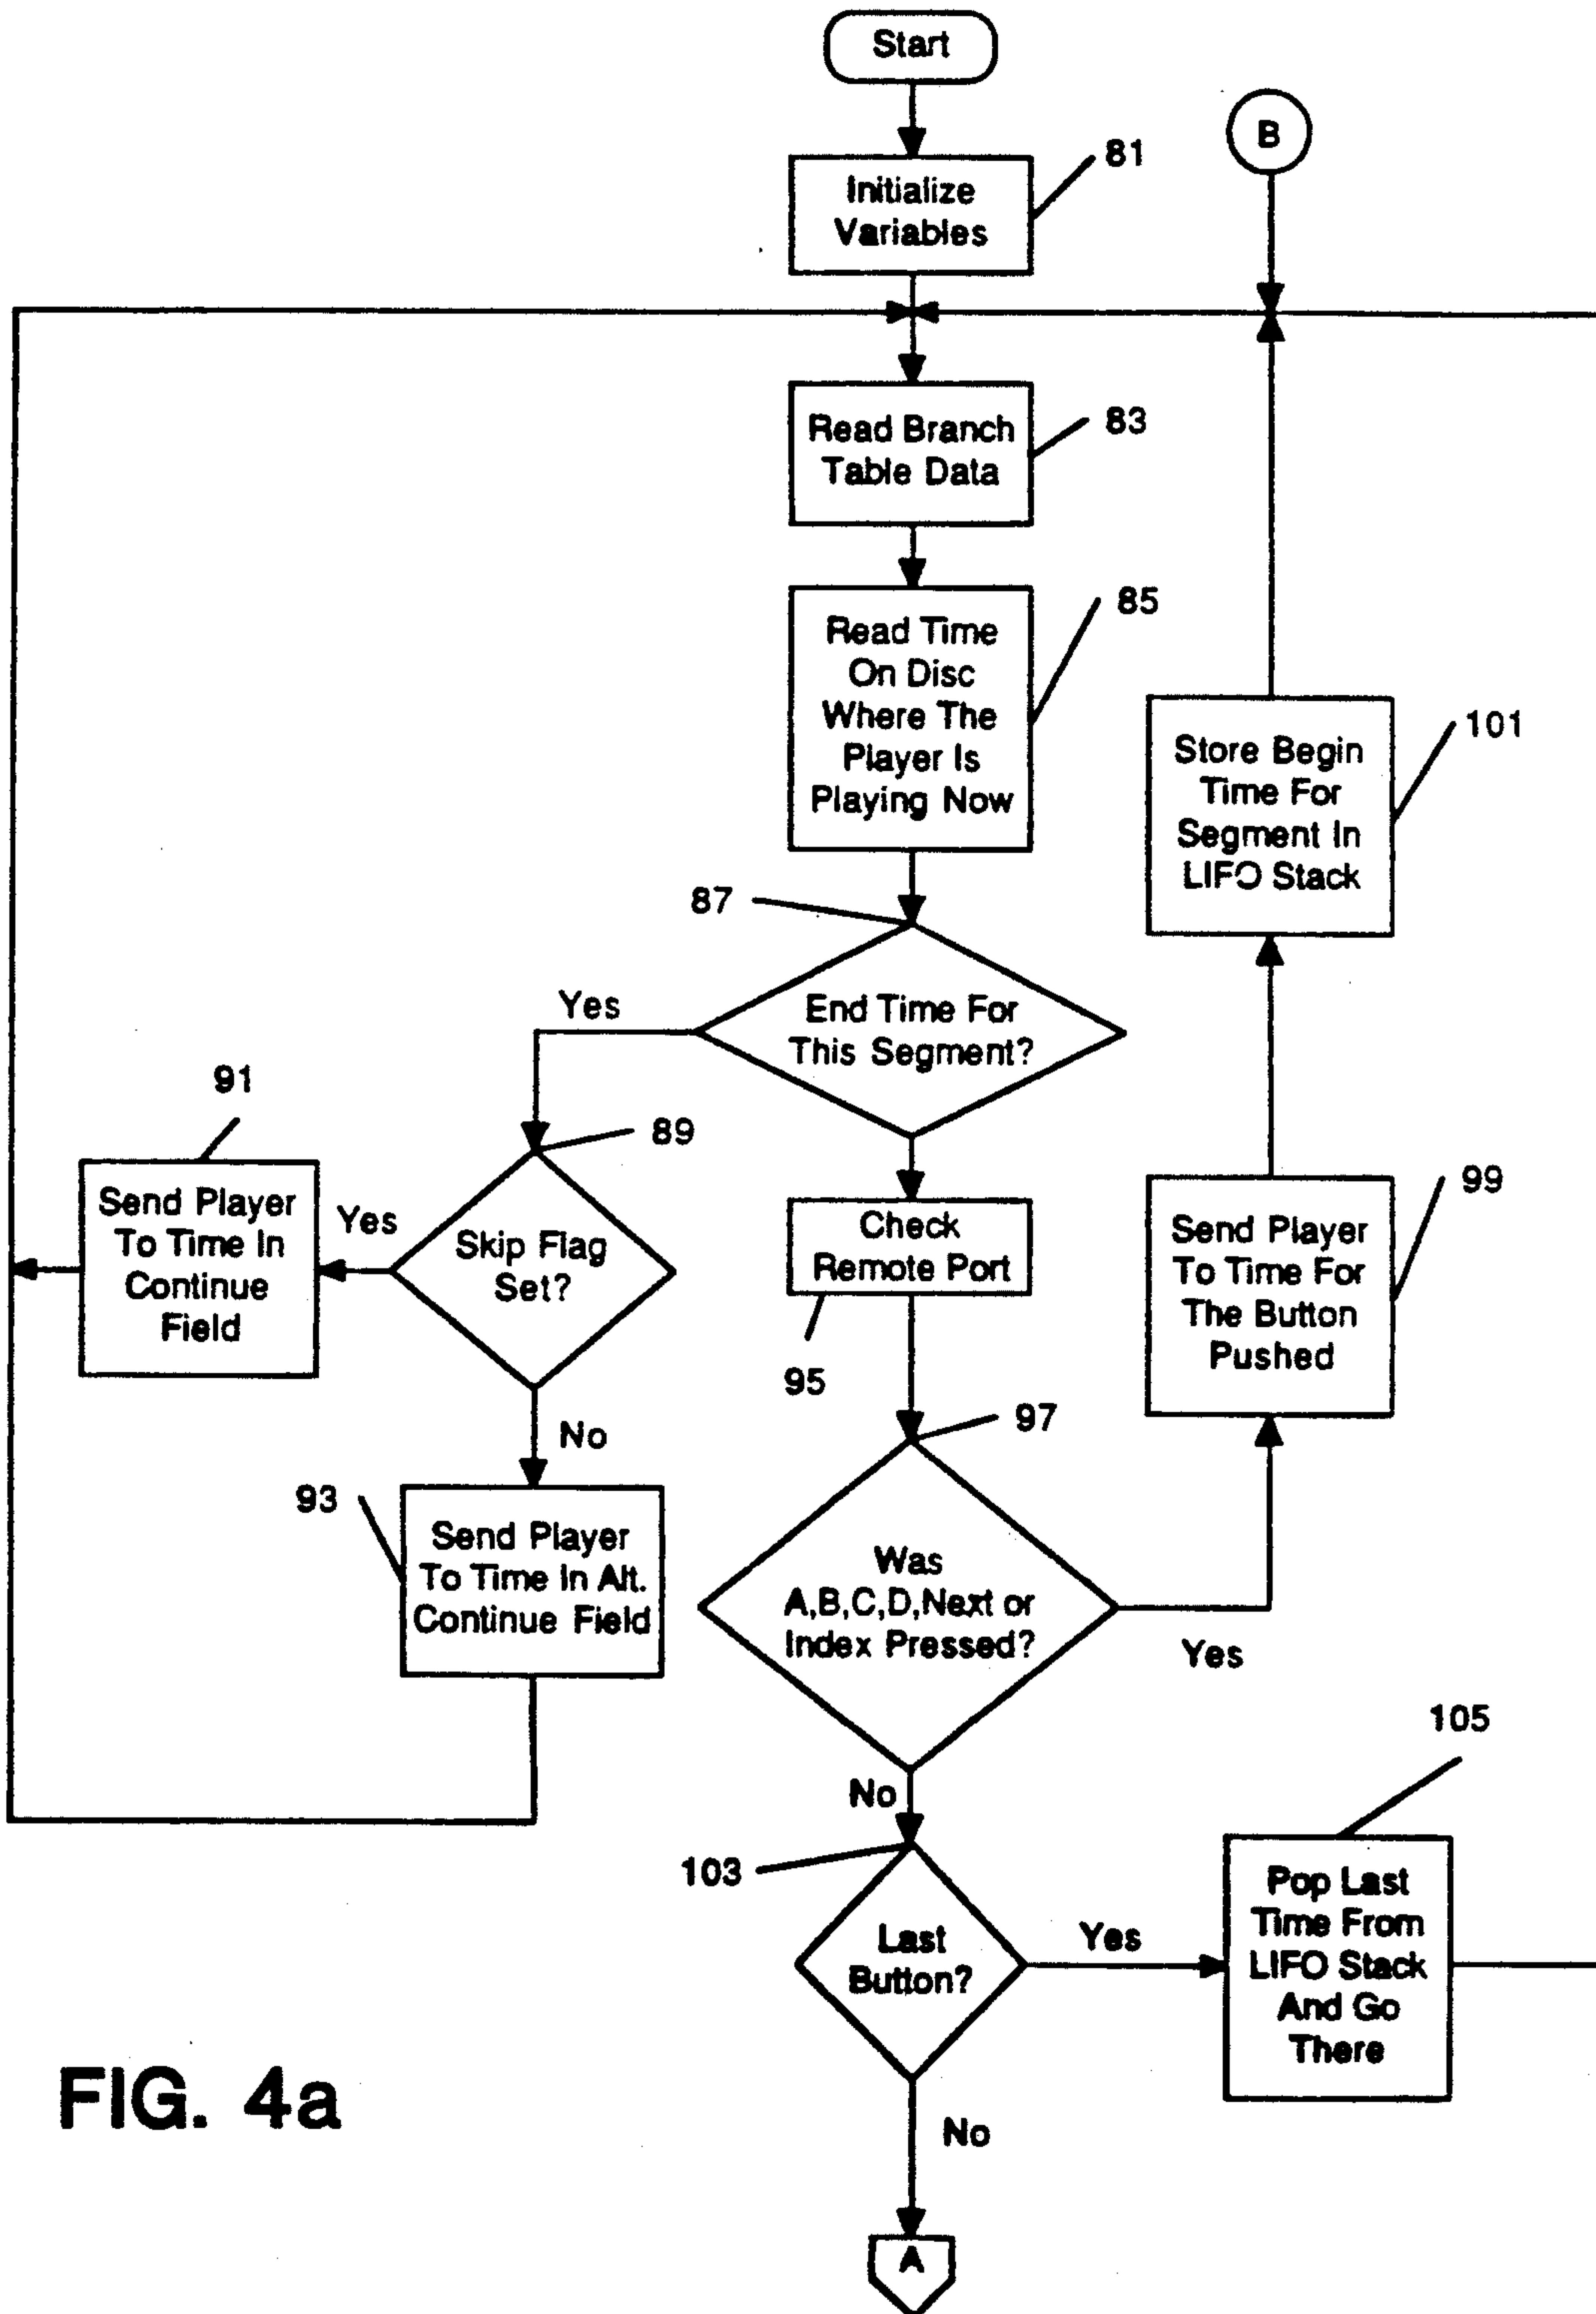 Start
B
81
Initialize
Variables
83
Read Branch
Table Data
85
Read Time
On Disc
Where The
Player Is
Playing Now
101
Store Begin
Time For
Segment In
LIFO Stack
87
End Time For
This Segment?
Yes
91
89
99
Send Player
To Time In
Continue
Field
Yes
Skip Flag
Set?
Check
Remote Port
95
Send Player
To Time For
The Button
Pushed
No
97
93
Send Player
To Time In Alt.
Continue Field
Was
A,B,C,D,Next or
Index Pressed?
Yes
No
105
103
Last
Button?
Yes
Pop Last
Time From
LIFO Stack
And Go
There
No
A
FIG. 4a